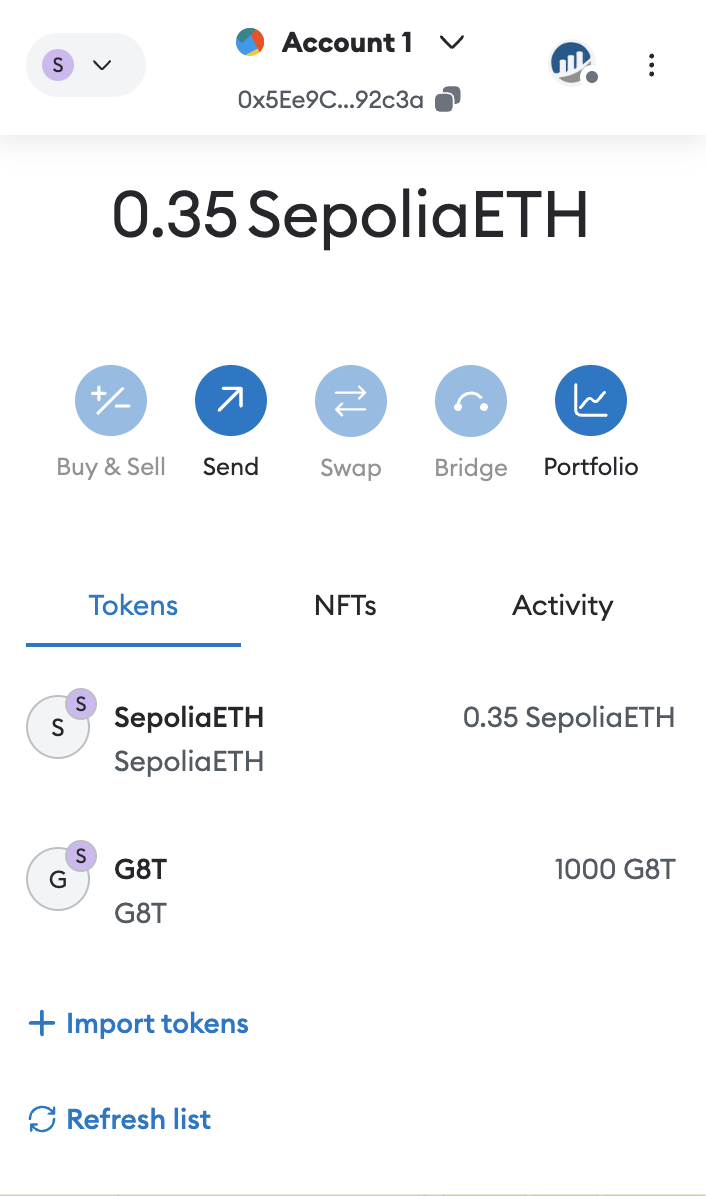 S
Account 1
0x5Ee9C...92c3a
0.35 SepoliaETH
Buy & Sell
Send
Swap
Bridge
Portfolio
Tokens
NFTs
Activity
S
S
SepoliaETH
0.35 SepoliaETH
SepoliaETH
S
G
G8T
1000 G8T
G8T
+ Import tokens
Refresh list